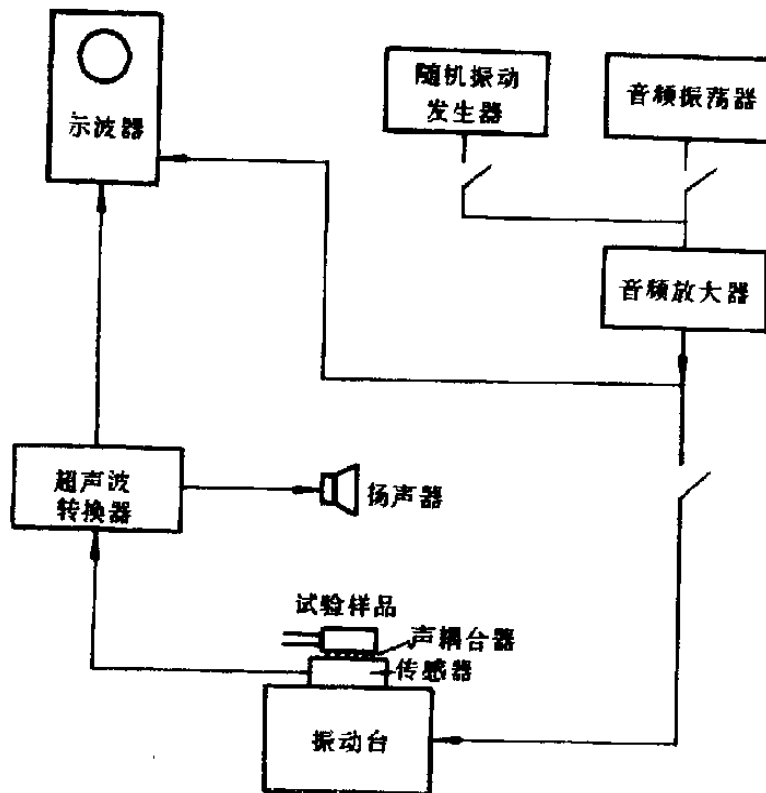 示波器
随机振动
发生器
音频振荡器
音频放大器
超声波
转换器
扬声器
试验样品
声耦台器
传感器
振动台